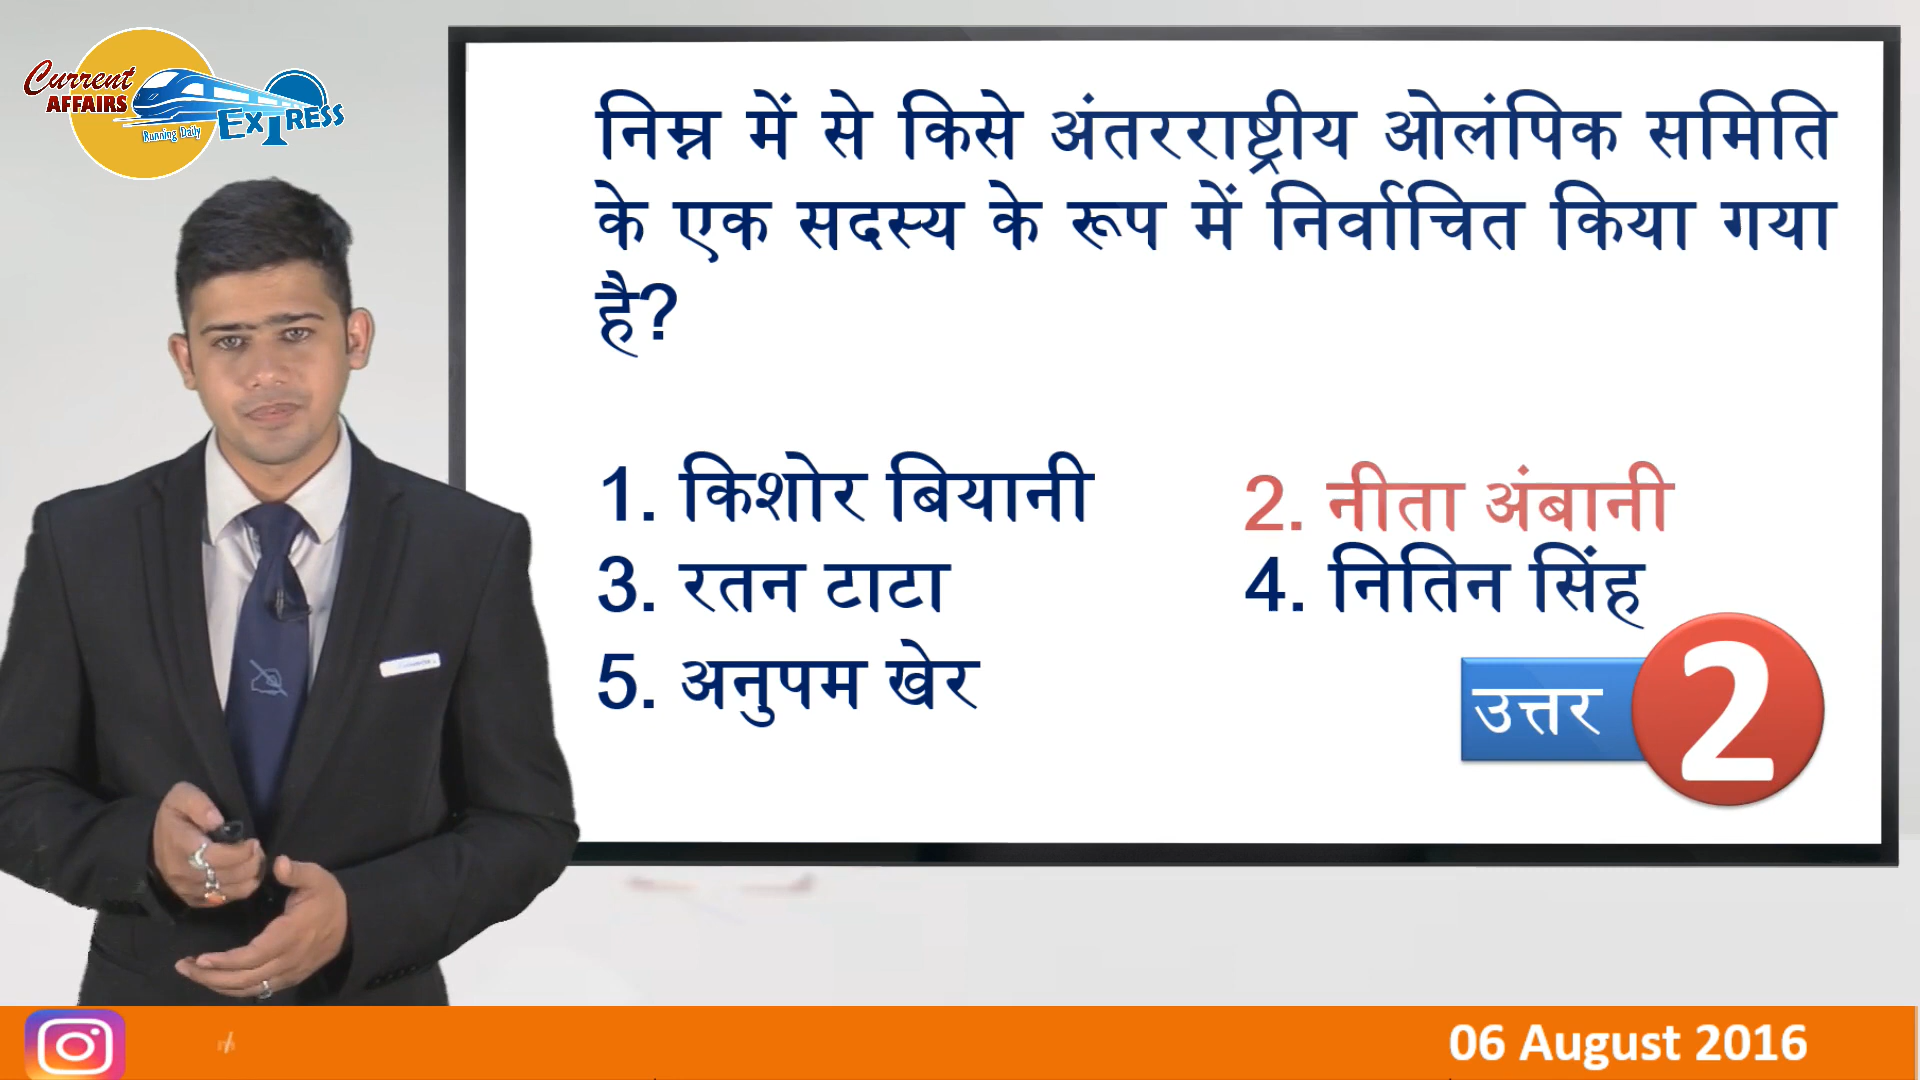 Current
AFFAIRS
Running Daily
EXPRESS
निम्न में से किसे अंतरराष्ट्रीय ओलंपिक समिति
के एक सदस्य के रूप में निर्वाचित किया गया
है?
1. किशोर बियानी
2. नीता अंबानी
3. रतन टाटा
4. नितिन सिंह
5. अनुपम खेर
उत्तर 2
06 August 2016